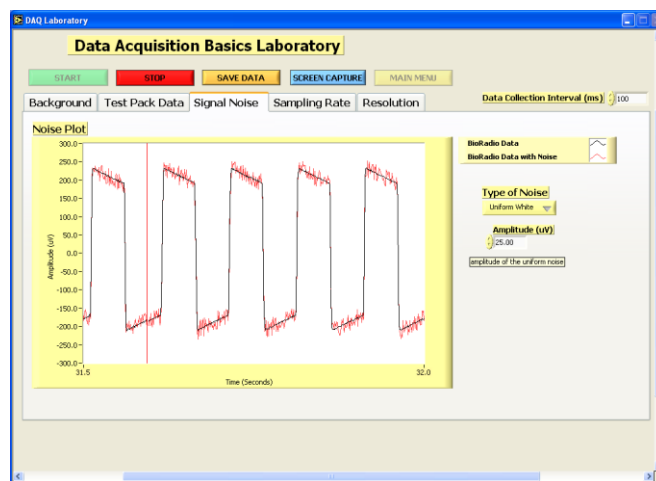 DAQ Laboratory
Data Acquisition Basics Laboratory
START STOP SAVE DATA SCREEN CAPTURE MAIN MENU
Data Collection Interval (ms) 100
Background Test Pack Data Signal Noise Sampling Rate Resolution
Noise Plot
BioRadio Data
BioRadio Data with Noise
Type of Noise
Uniform White
Amplitude (uV)
25.00
amplitude of the uniform noise
Amplitude (uV)
300.0
250.0
200.0
150.0
100.0
50.0
0.0
-50.0
-100.0
-150.0
-200.0
-250.0
-300.0
31.5 32.0
Time (Seconds)